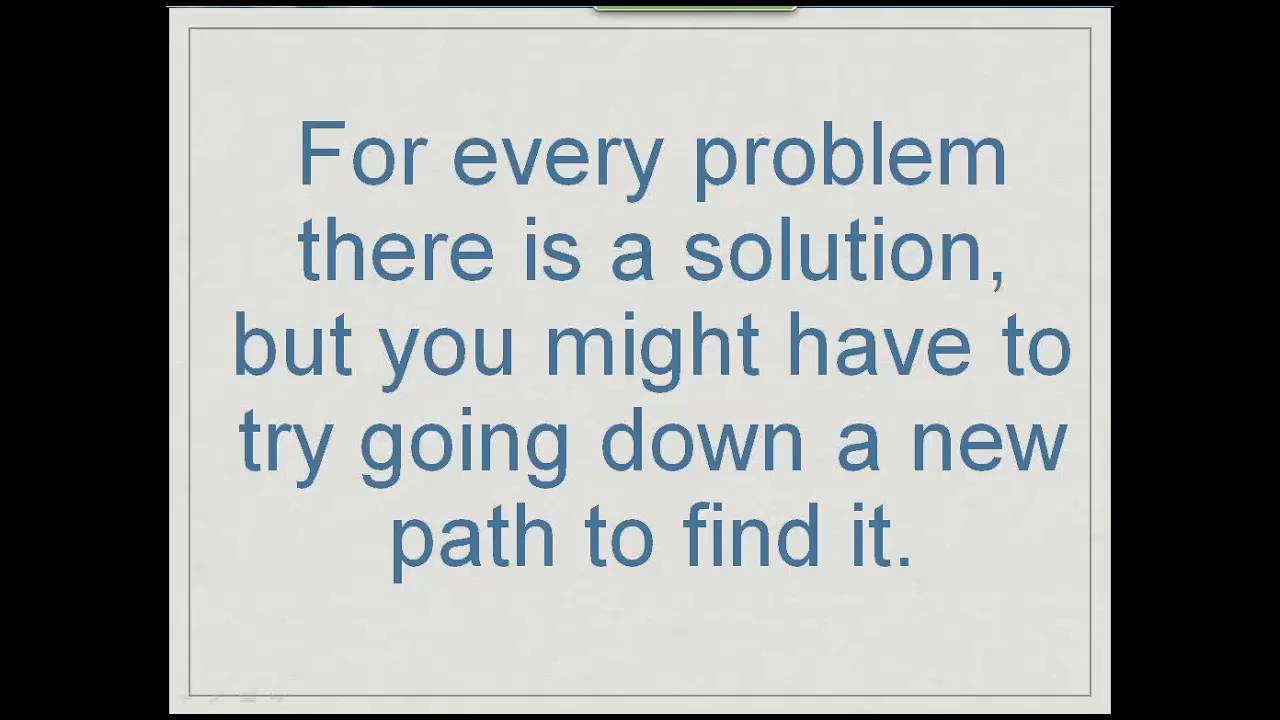 For every problem
there is a solution,
but you might have to
try going down a new
path to find it.